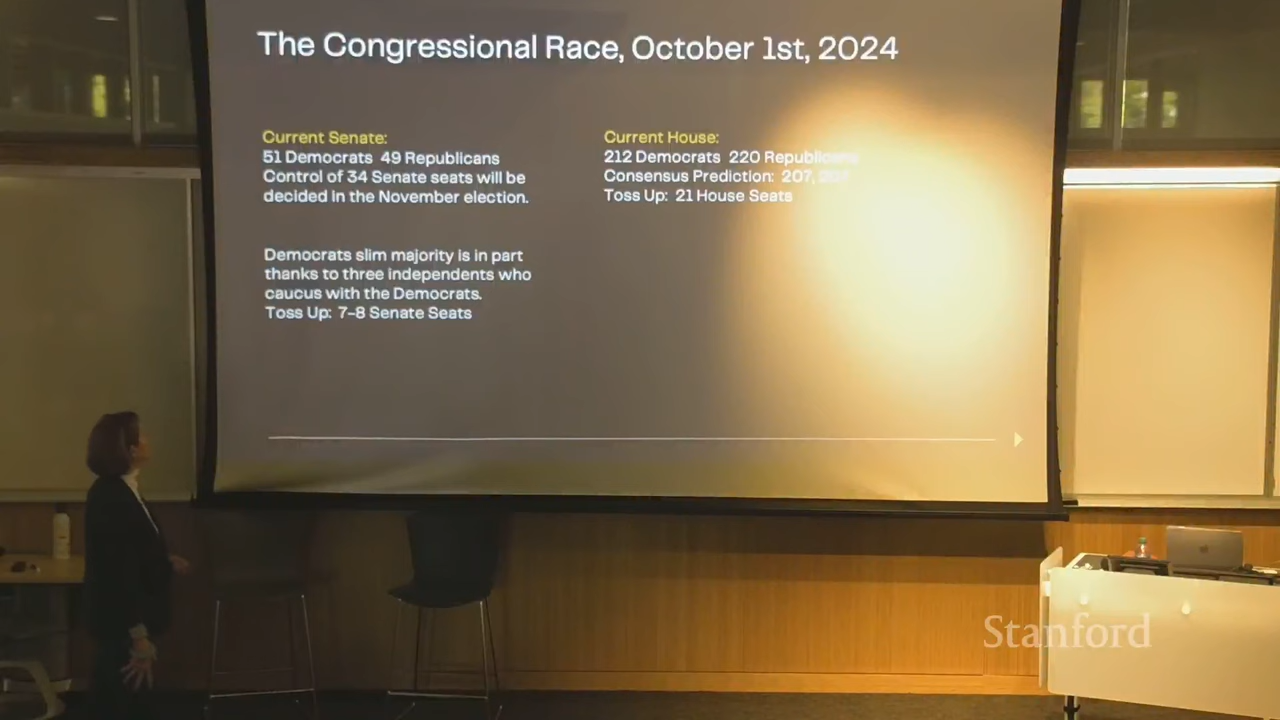 The Congressional Race, October 1st, 2024
Current Senate:
51 Democrats 49 Republicans
Control of 34 Senate seats will be
decided in the November election.
Democrats slim majority is in part
thanks to three independents who
caucus with the Democrats.
Toss Up: 7-8 Senate Seats
Current House:
212 Democrats 220 Republicans
Consensus Prediction: 207,
Toss Up: 21 House Seats
Stanford